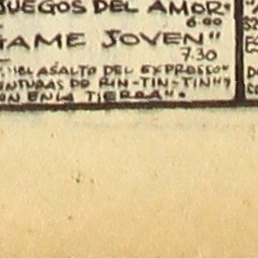 JUEGOS DEL AMOR"
6.00
GAME JOVEN"
7.30
"EL ASALTO DEL EXPRESSO"
NTURAS DE RIN-TIN-TIN"
EN LA TIERRA".